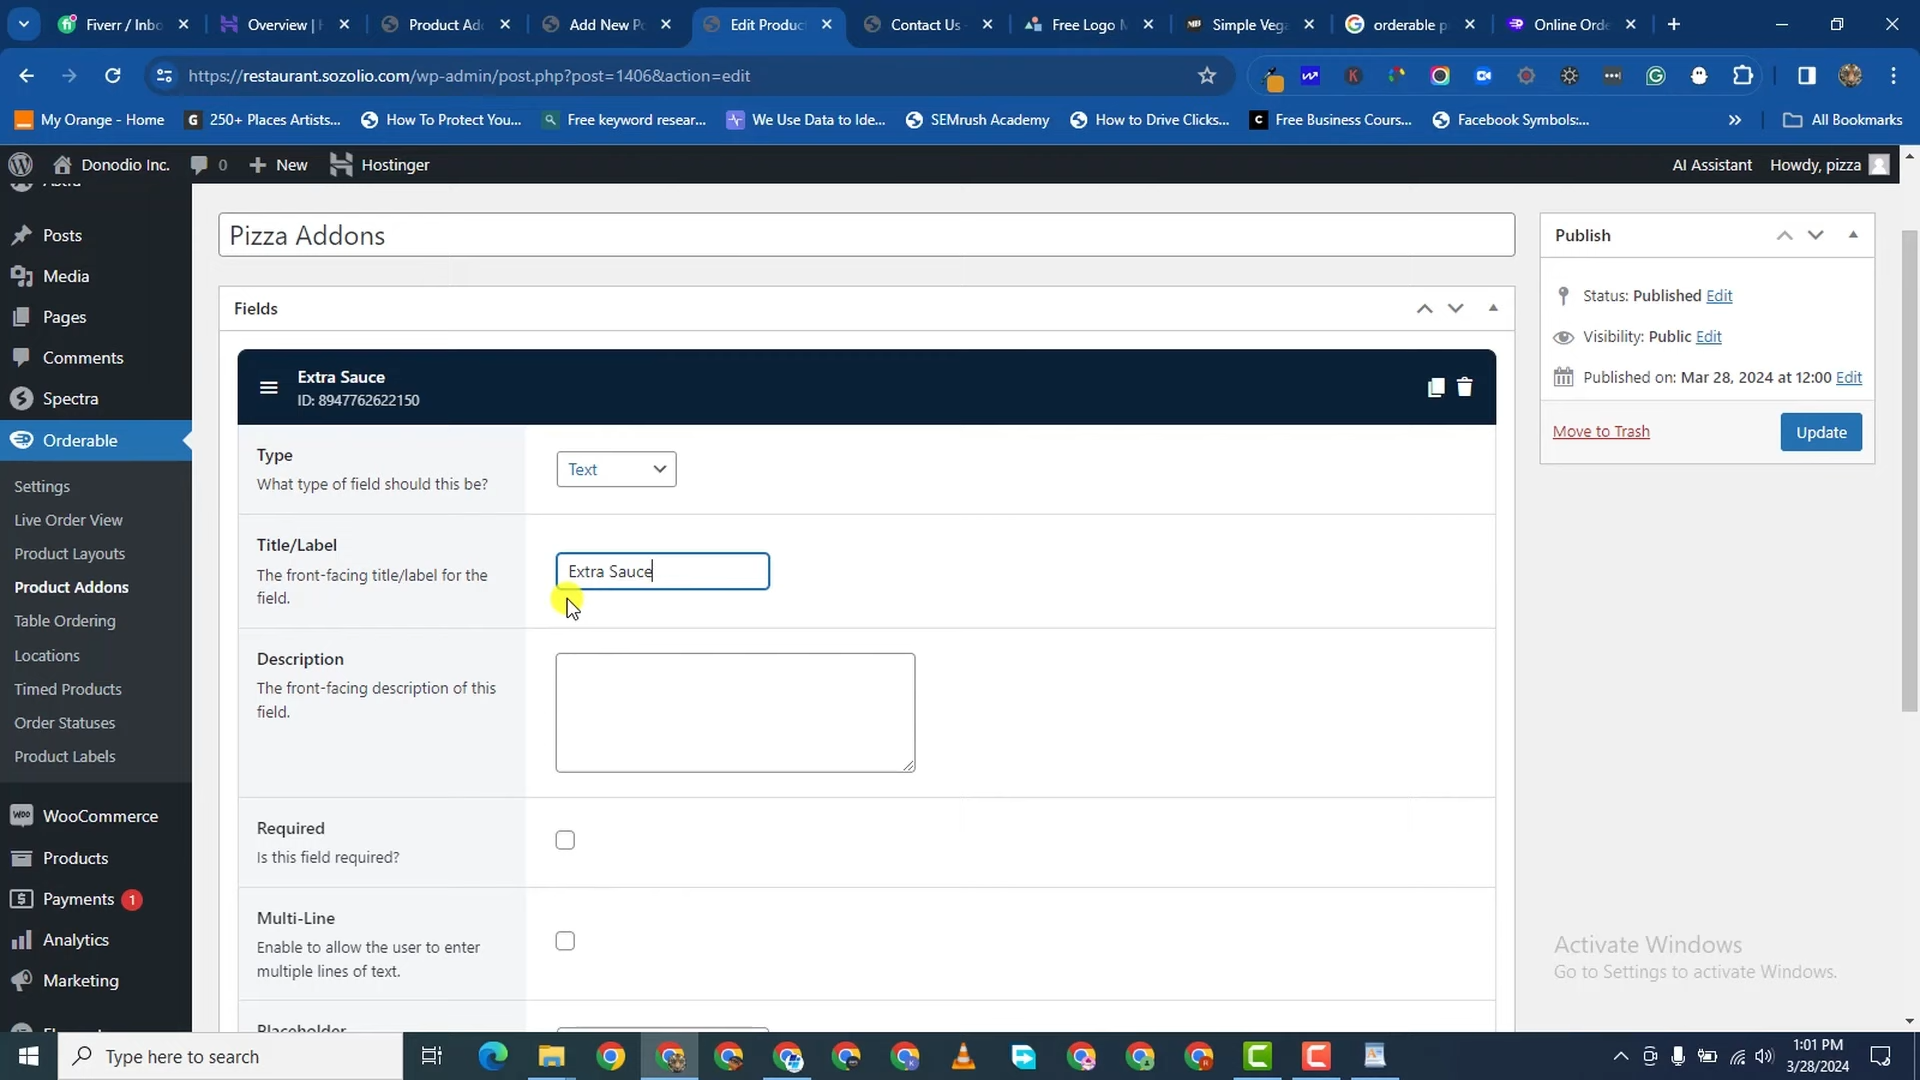 Fiverr / Inbo
Overview |
Product Ad
Add New P
Edit Produc
Contact Us
Free Logo
Simple Veg
orderable p
Online Orde
https://restaurant.sozolio.com/wp-admin/post.php?post=1406&action=edit
My Orange - Home
250+ Places Artists...
How To Protect You...
Free keyword resear...
We Use Data to Ide...
SEMrush Academy
How to Drive Clicks...
Free Business Cours...
Facebook Symbols:...
All Bookmarks
Donodio Inc.
0
New
Hostinger
AI Assistant
Howdy, pizza
Posts
Media
Pages
Comments
Spectra
Orderable
Settings
Live Order View
Product Layouts
Product Addons
Table Ordering
Locations
Timed Products
Order Statuses
Product Labels
WooCommerce
Products
Payments 1
Analytics
Marketing
Pizza Addons
Fields
Extra Sauce
ID: 8947762622150
Type
What type of field should this be?
Text
Title/Label
The front-facing title/label for the
field.
Extra Sauce
Description
The front-facing description of this
field.
Required
Is this field required?
Multi-Line
Enable to allow the user to enter
multiple lines of text.
Placeholder
Publish
Status: Published Edit
Visibility: Public Edit
Published on: Mar 28, 2024 at 12:00 Edit
Move to Trash
Update
Activate Windows
Go to Settings to activate Windows.
Type here to search
1:01 PM
3/28/2024